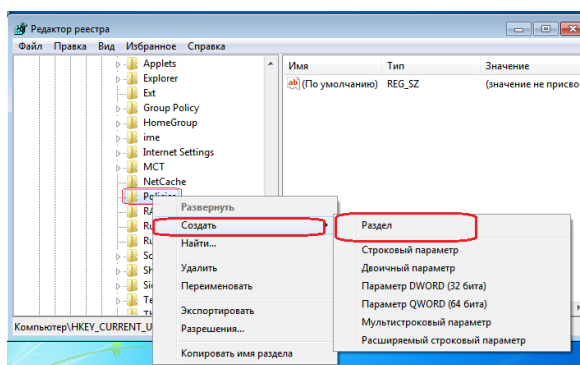 Редактор реестра
Файл Правка Вид Избранное Справка
Applets
Explorer
Ext
Group Policy
HomeGroup
ime
Internet Settings
MCT
NetCache
Policies
Имя Тип Значение
(По умолчанию) REG_SZ (значение не присво
Развернуть
Создать
Найти...
Удалить
Переименовать
Экспортировать
Разрешения...
Копировать имя раздела
Раздел
Строковый параметр
Двоичный параметр
Параметр DWORD (32 бита)
Параметр QWORD (64 бита)
Мультистроковый параметр
Расширяемый строковый параметр
Компьютер\HKEY_CURRENT_U